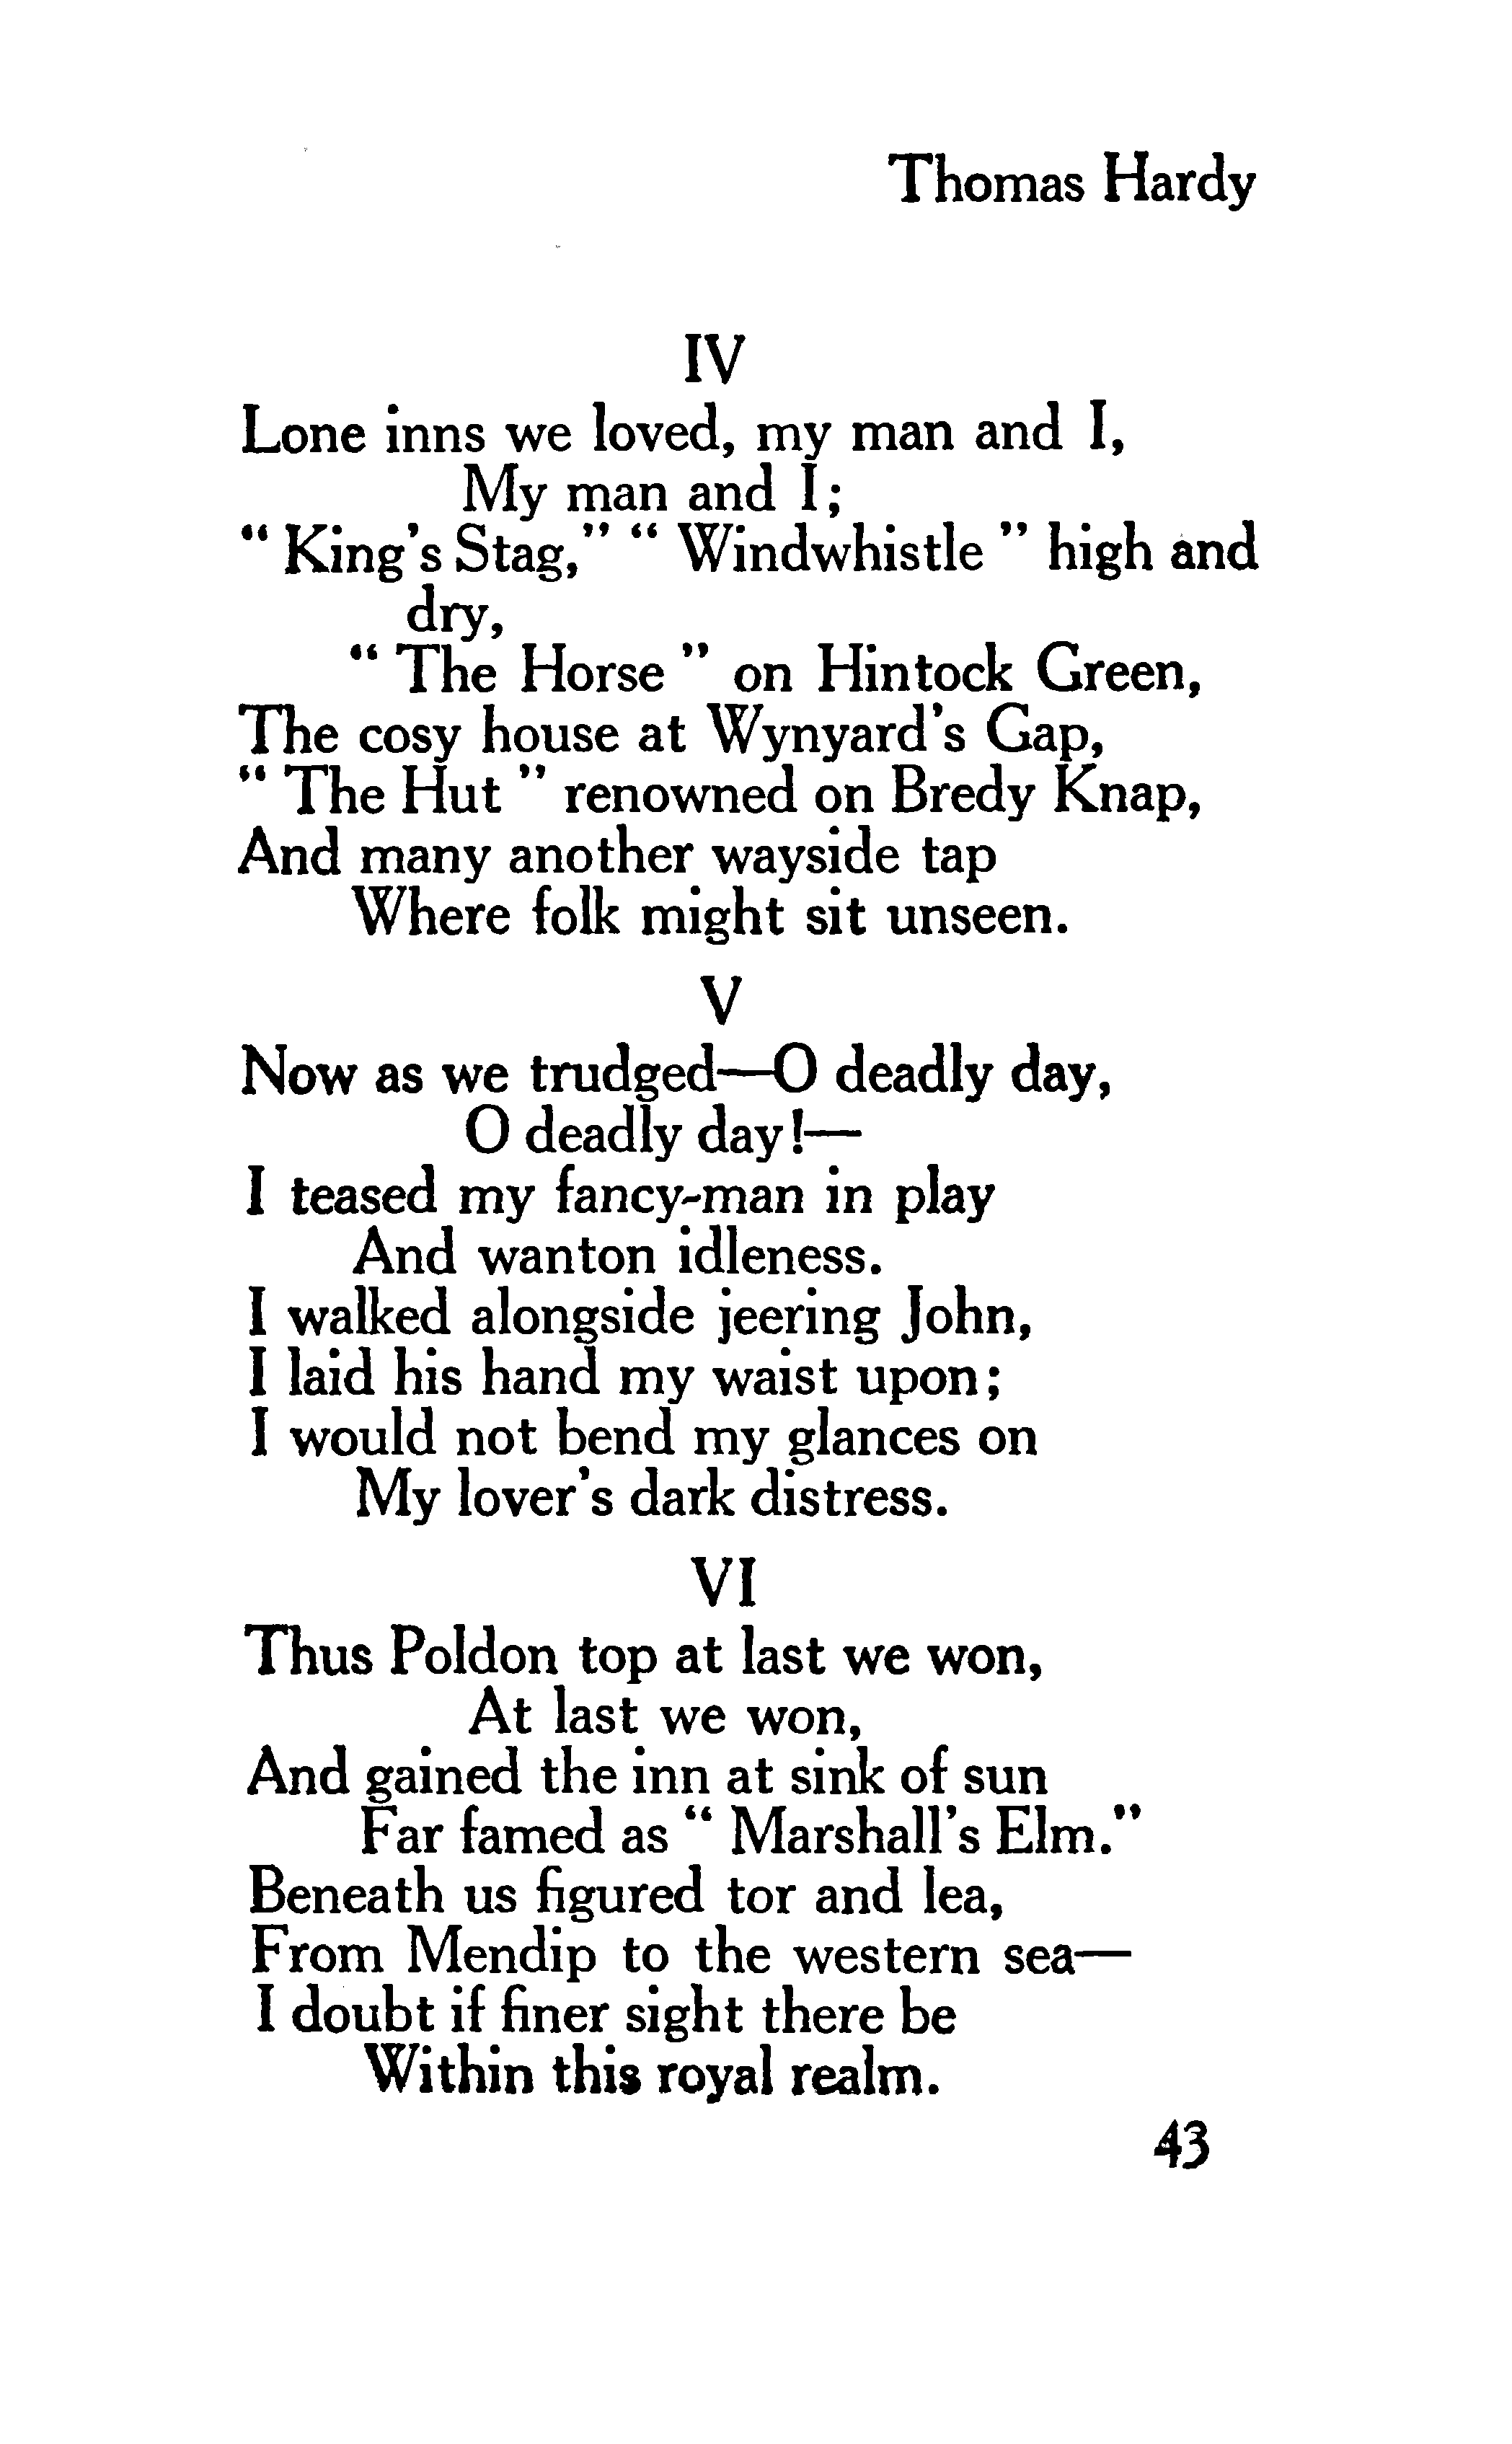 Thomas Hardy
IV
Lone inns we loved, my man and I,
My man and I;
" King's Stag," " Windwhistle " high and
dry,
" The Horse " on Hintock Green,
The cosy house at Wynyard's Gap,
" The Hut " renowned on Bredy Knap,
And many another wayside tap
Where folk might sit unseen.
V
Now as we trudged—O deadly day,
O deadly day!—
I teased my fancy-man in play
And wanton idleness.
I walked alongside jeering John,
I laid his hand my waist upon;
I would not bend my glances on
My lover's dark distress.
VI
Thus Poldon top at last we won,
At last we won,
And gained the inn at sink of sun
Far famed as " Marshall's Elm."
Beneath us figured tor and lea,
From Mendip to the western sea—
I doubt if finer sight there be
Within this royal realm.
43